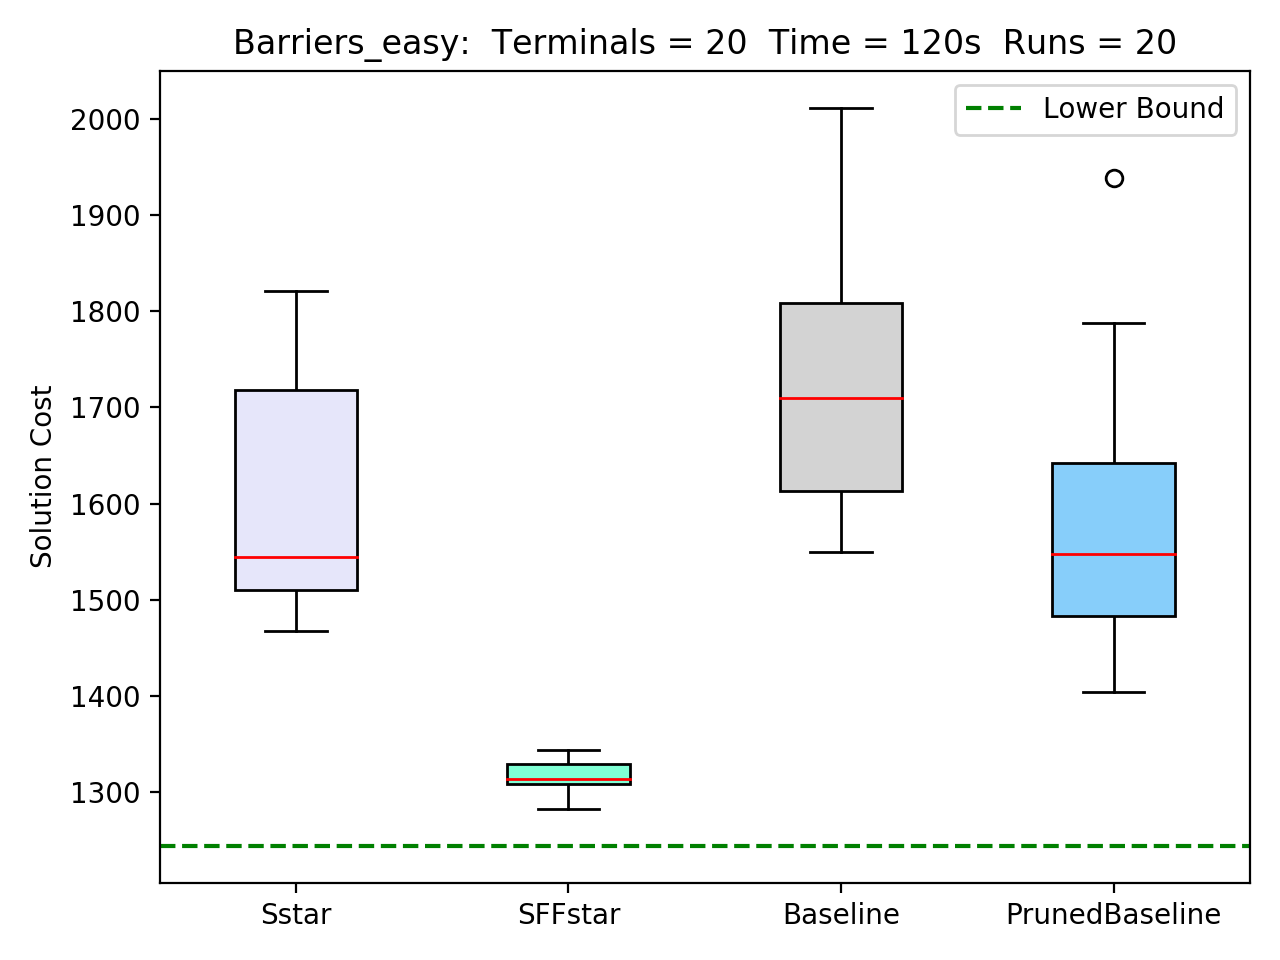 Barriers_easy:  Terminals = 20  Time = 120s  Runs = 20
Lower Bound
2000
1900
1800
1700
1600
1500
1400
1300
Solution Cost
Sstar
SFFstar
Baseline
PrunedBaseline